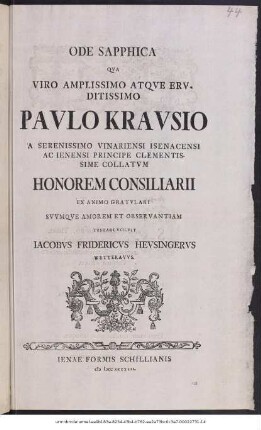 44
ODE SAPPHICA
QVA
VIRO AMPLISSIMO ATQVE ERV-
DITISSIMO
PAVLO KRAVSIO
A SERENISSIMO VINARIENSI ISENACENSI
AC IENENSI PRINCIPE CLEMENTIS-
SIME COLLATVM
HONOREM CONSILIARII
EX ANIMO GRATVLARI
SVVMQVE AMOREM ET OBSERVANTIAM
IACOBVS FRIDERICVS HEVSINGERVS
WETTERAVVS.
IENAE FORMIS SCHILLIANIS